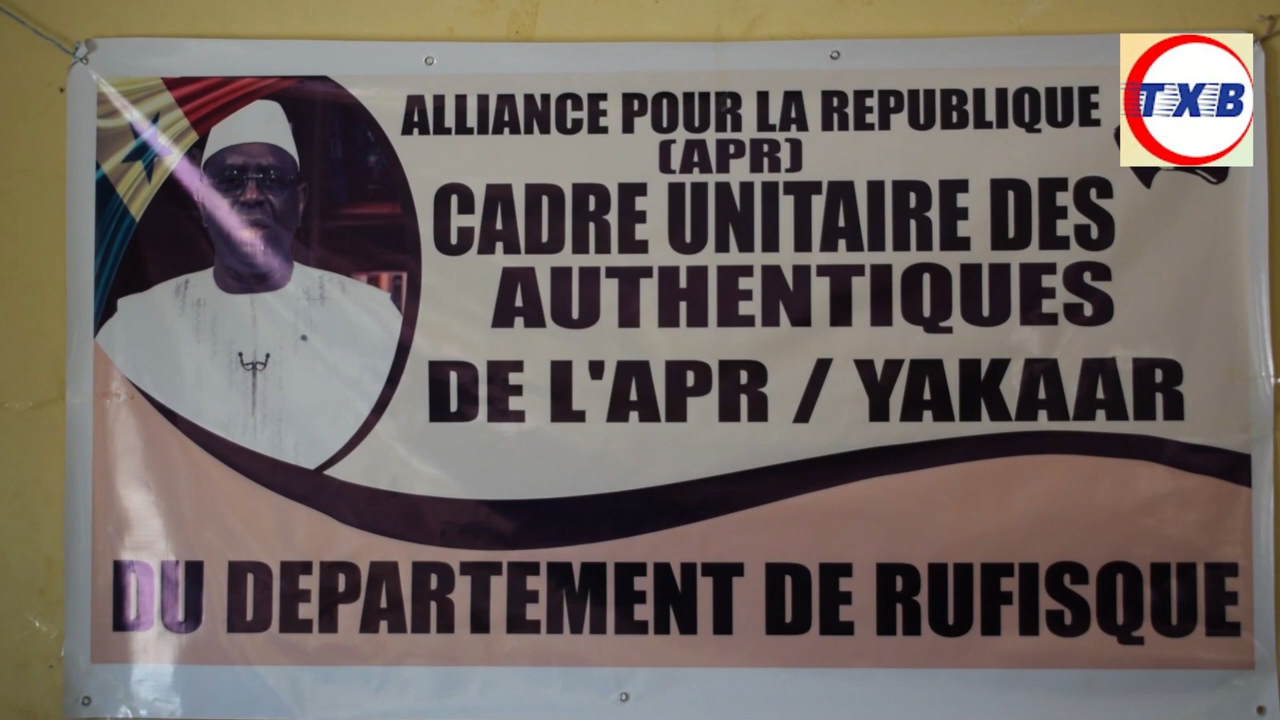 ALLIANCE POUR LA REPUBLIQUE
(APR)
CADRE UNITAIRE DES
AUTHENTIQUES
DE L'APR / YAKAAR
DU DEPARTEMENT DE RUFISQUE
TXB